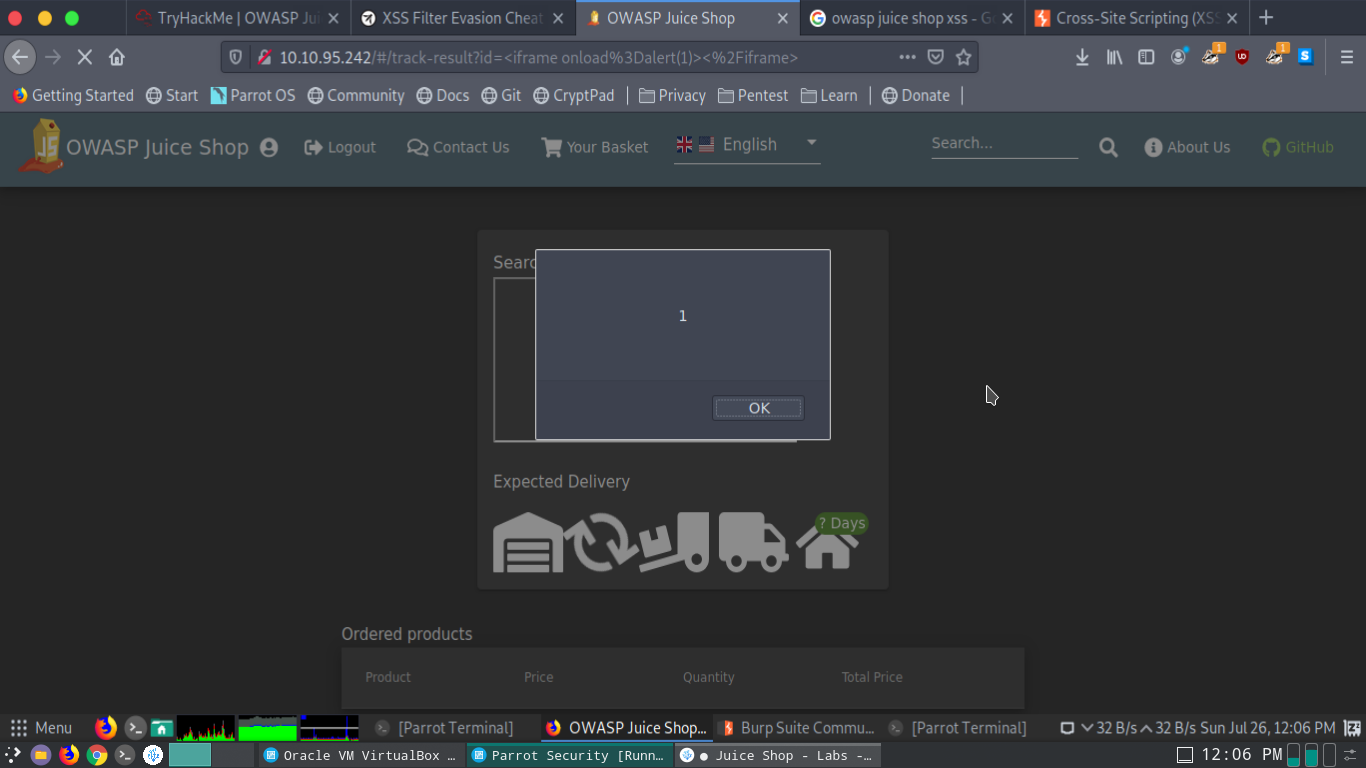 TryHackMe | OWASP Jui
XSS Filter Evasion Cheat
OWASP Juice Shop
owasp juice shop xss - G
Cross-Site Scripting (XSS
10.10.95.242/#/track-result?id=<iframe onload%3Dalert(1)><%2Fiframe>
1
1
S
Getting Started
Start
Parrot OS
Community
Docs
Git
CryptPad
Privacy
Pentest
Learn
Donate
JS
OWASP Juice Shop
Logout
Contact Us
Your Basket
English
Search...
About Us
GitHub
Searc
1
OK
Expected Delivery
? Days
Ordered products
Product
Price
Quantity
Total Price
Menu
[Parrot Terminal]
OWASP Juice Shop...
Burp Suite Commu...
[Parrot Terminal]
32 B/s
32 B/s
Sun Jul 26, 12:06 PM
Oracle VM VirtualBox …
Parrot Security [Runn…
● Juice Shop - Labs -…
12:06 PM